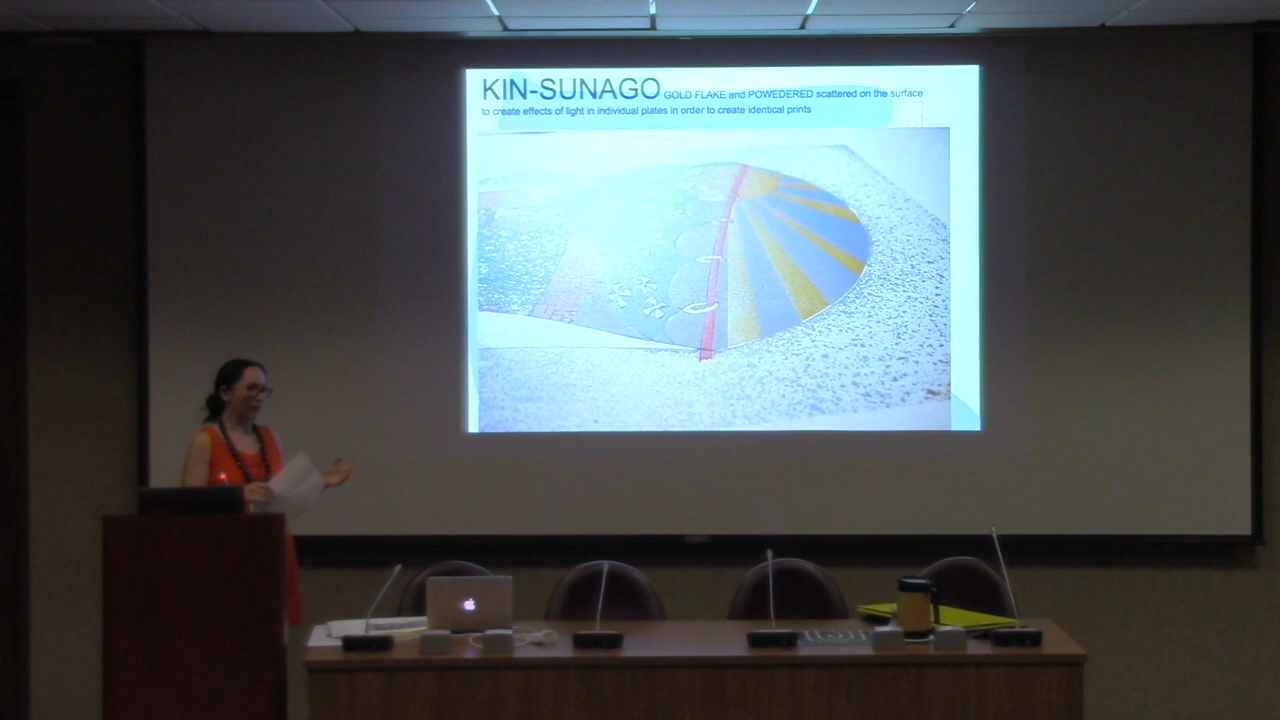 KIN-SUNAGO GOLD FLAKE and POWEDERED scattered on the surface
to create effects of light in individual plates in order to create identical prints